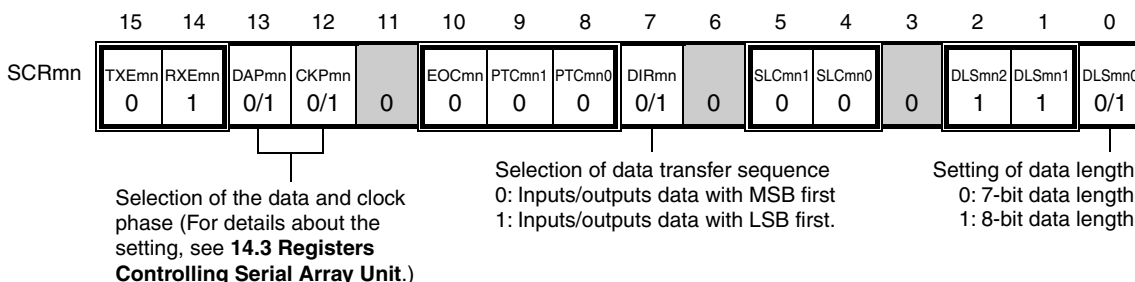 15 14 13 12 11 10 9 8 7 6 5 4 3 2 1 0
SCRmn
TXEmn RXEmn DAPmn CKPmn EOCmn PTCmn1 PTCmn0 DIRmn SLCmn1 SLCmn0 DLSmn2 DLSmn1 DLSmn0
0 1 0/1 0/1 0 0 0 0 0/1 0 0 0 0 1 1 0/1
Selection of the data and clock
phase (For details about the
setting, see 14.3 Registers
Controlling Serial Array Unit.)
Selection of data transfer sequence
0: Inputs/outputs data with MSB first
1: Inputs/outputs data with LSB first.
Setting of data length
0: 7-bit data length
1: 8-bit data length